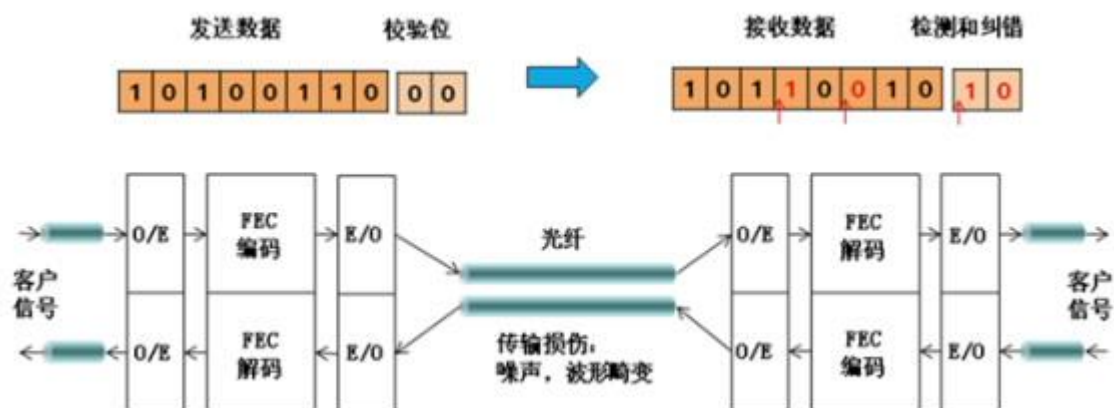 发送数据 校验位 接收数据 检测和纠错
1 0 1 0 0 1 1 0 0 0 1 0 1 1 0 0 1 0 1 0
O/E FEC 编码 E/O 光纤 O/E FEC 解码 E/O
客户 信号 客户 信号
O/E FEC 解码 E/O 传输损伤： 噪声，波形畸变 O/E FEC 编码 E/O